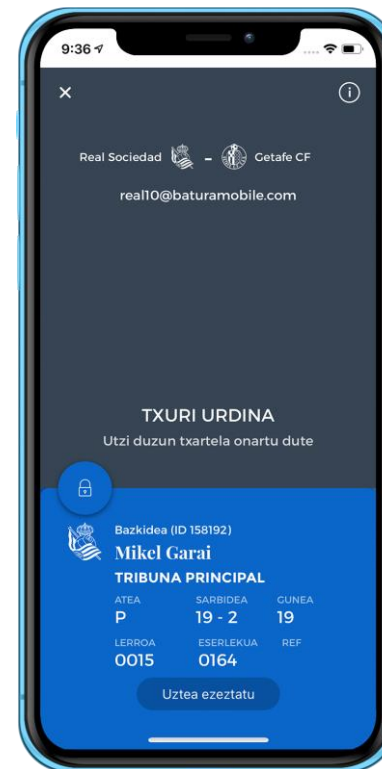 9:36
Real Sociedad - Getafe CF
real10@baturamobile.com
TXURI URDINA
Utzi duzun txartela onartu dute
Bazkidea (ID 158192)
Mikel Garai
TRIBUNA PRINCIPAL
ATEA SARBIDEA GUNEA
P 19 - 2 19
LERROA ESERLEKUA REF
0015 0164
Uztea ezeztatu